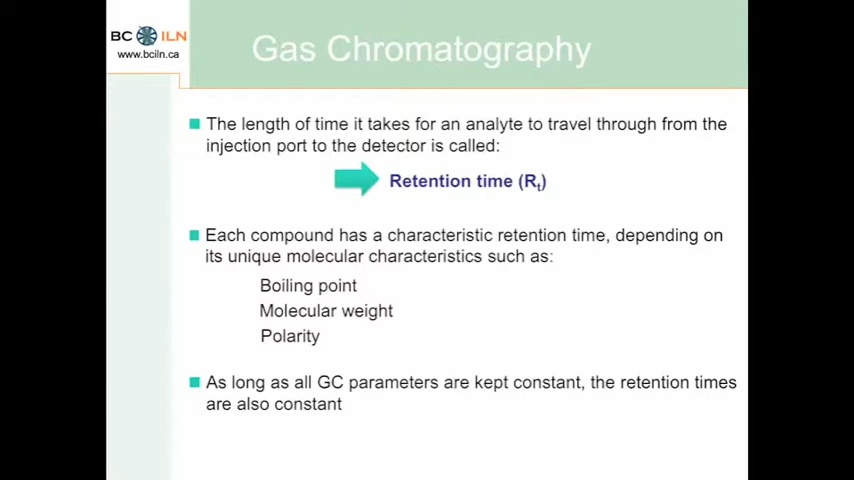 BC ILN
www.bciln.ca
Gas Chromatography
The length of time it takes for an analyte to travel through from the
injection port to the detector is called:
Retention time (Rt)
Each compound has a characteristic retention time, depending on
its unique molecular characteristics such as:
Boiling point
Molecular weight
Polarity
As long as all GC parameters are kept constant, the retention times
are also constant